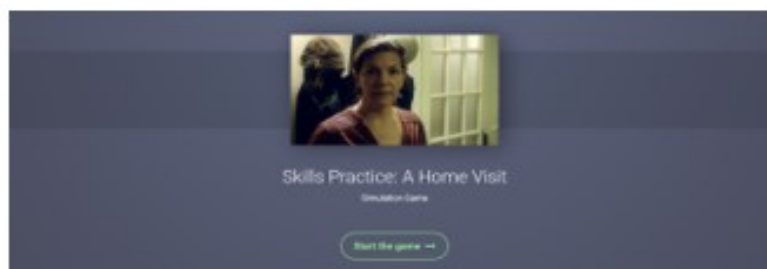 Skills Practice: A Home Visit
Simulation Game
Start the game →